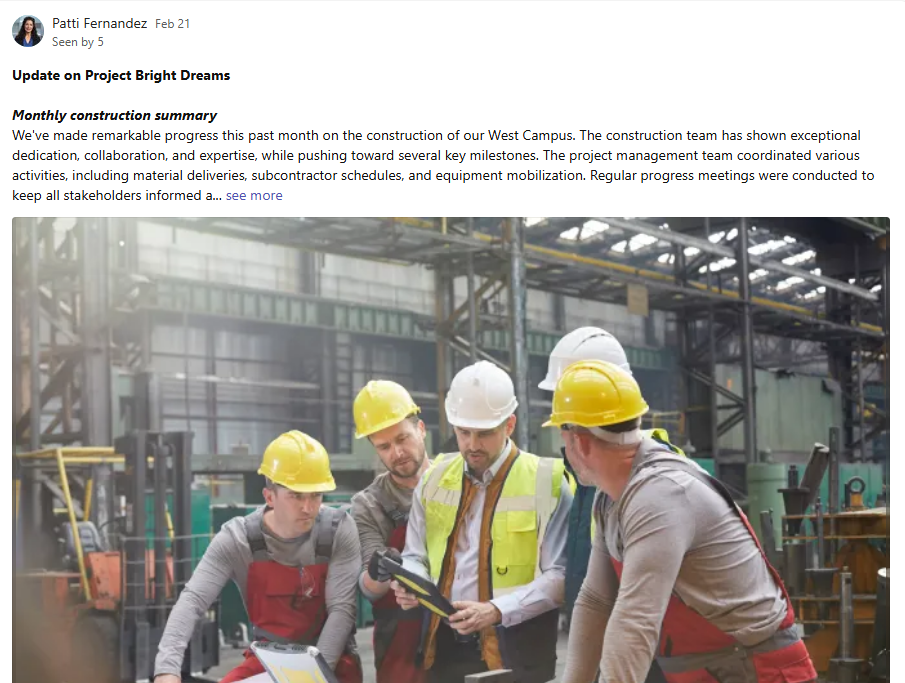 Patti Fernandez Feb 21
Seen by 5
Update on Project Bright Dreams
Monthly construction summary
We've made remarkable progress this past month on the construction of our West Campus. The construction team has shown exceptional
dedication, collaboration, and expertise, while pushing toward several key milestones. The project management team coordinated various
activities, including material deliveries, subcontractor schedules, and equipment mobilization. Regular progress meetings were conducted to
keep all stakeholders informed a... see more